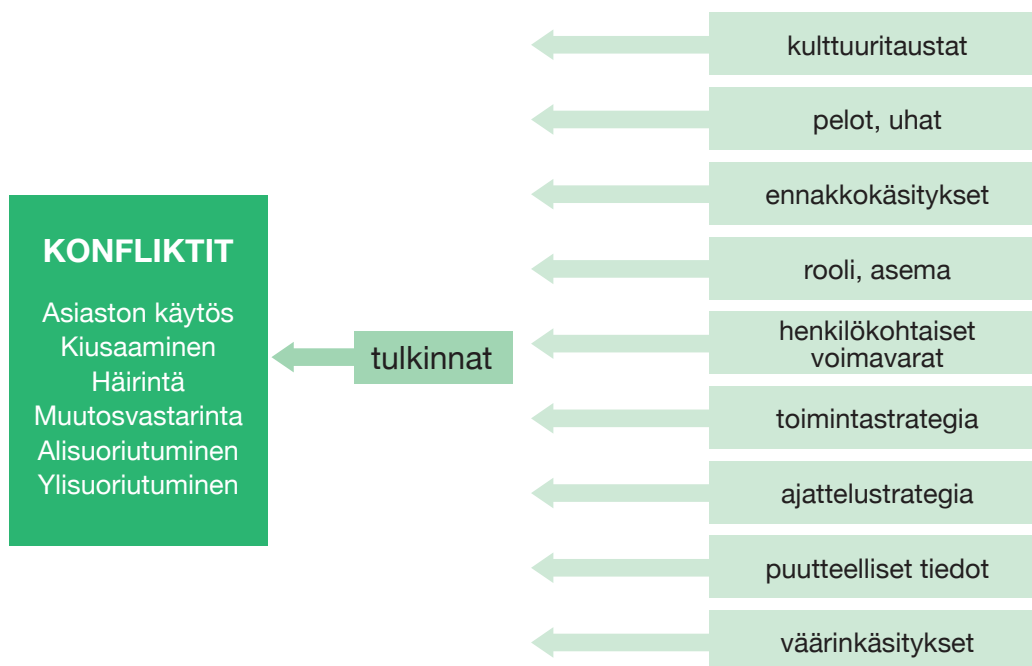 KONFLIKTIT
Asiaston käytös
Kiusaaminen
Häirintä
Muutosvastarinta
Alisuoriutuminen
Ylisuoriutuminen
tulkinnat
kulttuuritaustat
pelot, uhat
ennakkokäsitykset
rooli, asema
henkilökohtaiset
voimavarat
toimintastrategia
ajattelustrategia
puutteelliset tiedot
väärinkäsitykset